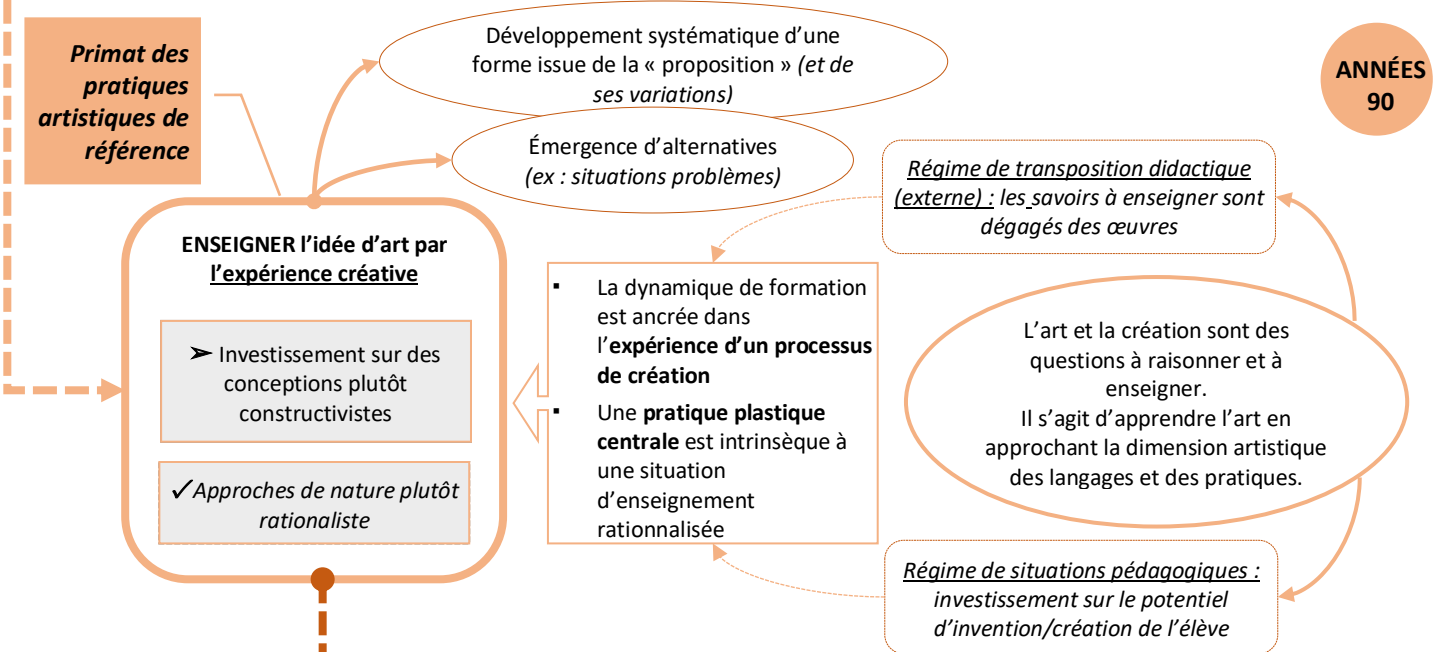 Primat des
pratiques
artistiques de
référence
Développement systématique d’une
forme issue de la « proposition » (et de
ses variations)
Émergence d’alternatives
(ex : situations problèmes)
ANNÉES
90
ENSEIGNER l’idée d’art par
l’expérience créative
➢ Investissement sur des
conceptions plutôt
constructivistes
✓Approches de nature plutôt
rationaliste
▪ La dynamique de formation
est ancrée dans
l’expérience d’un processus
de création
▪ Une pratique plastique
centrale est intrinsèque à
une situation
d’enseignement
rationnalisée
Régime de transposition didactique
(externe) : les savoirs à enseigner sont
dégagés des œuvres
L’art et la création sont des
questions à raisonner et à
enseigner.
Il s’agit d’apprendre l’art en
approchant la dimension artistique
des langages et des pratiques.
Régime de situations pédagogiques :
investissement sur le potentiel
d’invention/création de l’élève